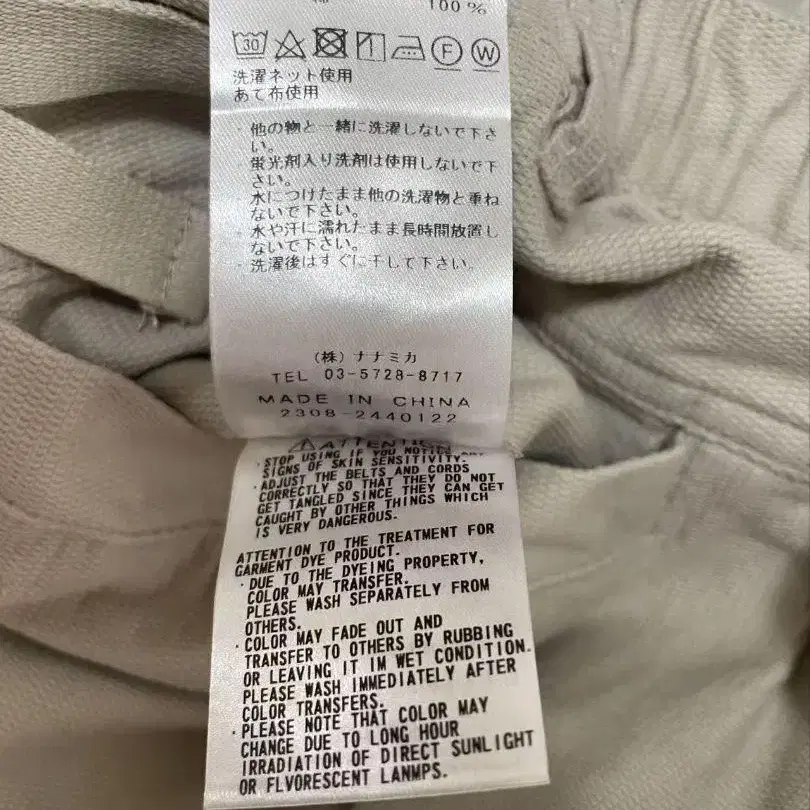 100%
30
F
W
洗濯ネット使用
あて布使用
・他の物と一緒に洗濯しないで下さ
い。
・蛍光剤入り洗剤は使用しないで下
さい。
・水につけたまま他の洗濯物と重ね
ないで下さい。
・水や汗に濡れたまま長時間放置し
ないで下さい。
・洗濯後はすぐに干して下さい。
(株) ナナミカ
TEL 03-5728-8717
MADE IN CHINA
2308-2440122
ATTENTIC
・STOP USING IF YOU NOTICE ANY
SIGNS OF SKIN SENSITIVITY.
・ADJUST THE BELTS AND CORDS
CORRECTLY SO THAT THEY DO NOT
GET TANGLED SINCE THEY CAN GET
CAUGHT BY OTHER THINGS WHICH
IS VERY DANGEROUS.
ATTENTION TO THE TREATMENT FOR
GARMENT DYE PRODUCT.
・DUE TO THE DYEING PROPERTY,
COLOR MAY TRANSFER.
PLEASE WASH SEPARATELY FROM
OTHERS.
・COLOR MAY FADE OUT AND
TRANSFER TO OTHERS BY RUBBING
OR LEAVING IT IM WET CONDITION.
PLEASE WASH IMMEDIATELY AFTER
COLOR TRANSFERS.
・PLEASE NOTE THAT COLOR MAY
CHANGE DUE TO LONG HOUR
IRRADIATION OF DIRECT SUNLIGHT
OR FLVORESCENT LANMPS.